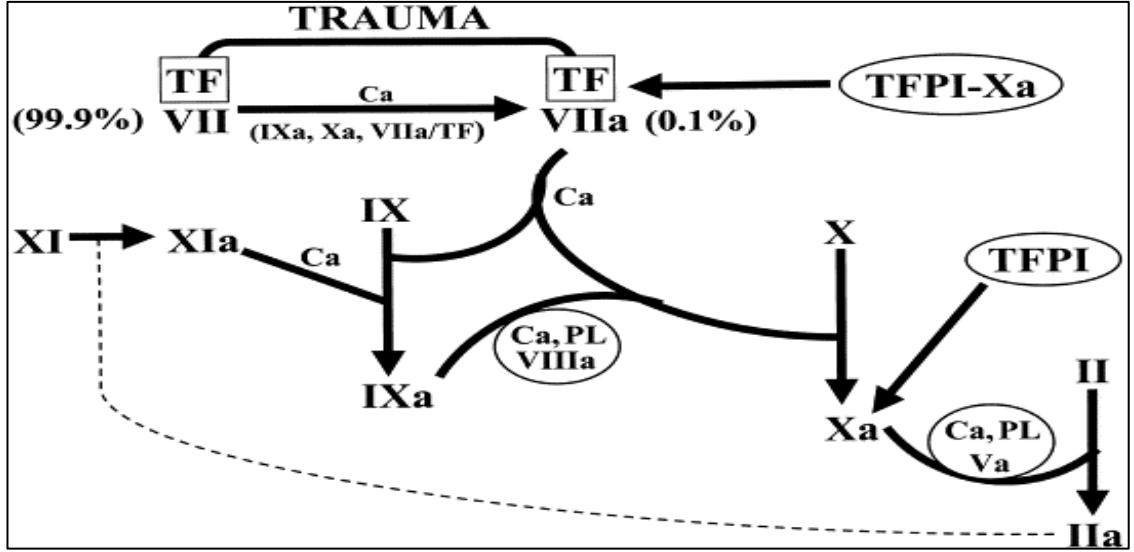 TRAUMA
TF
TF
TFPI-Xa
(99.9%) VII
Ca
VIIa (0.1%)
(IXa, Xa, VIIa/TF)
Ca
IX
XI
XIa
Ca
X
TFPI
Ca, PL
VIIIa
IXa
II
Xa
Ca, PL
Va
IIa